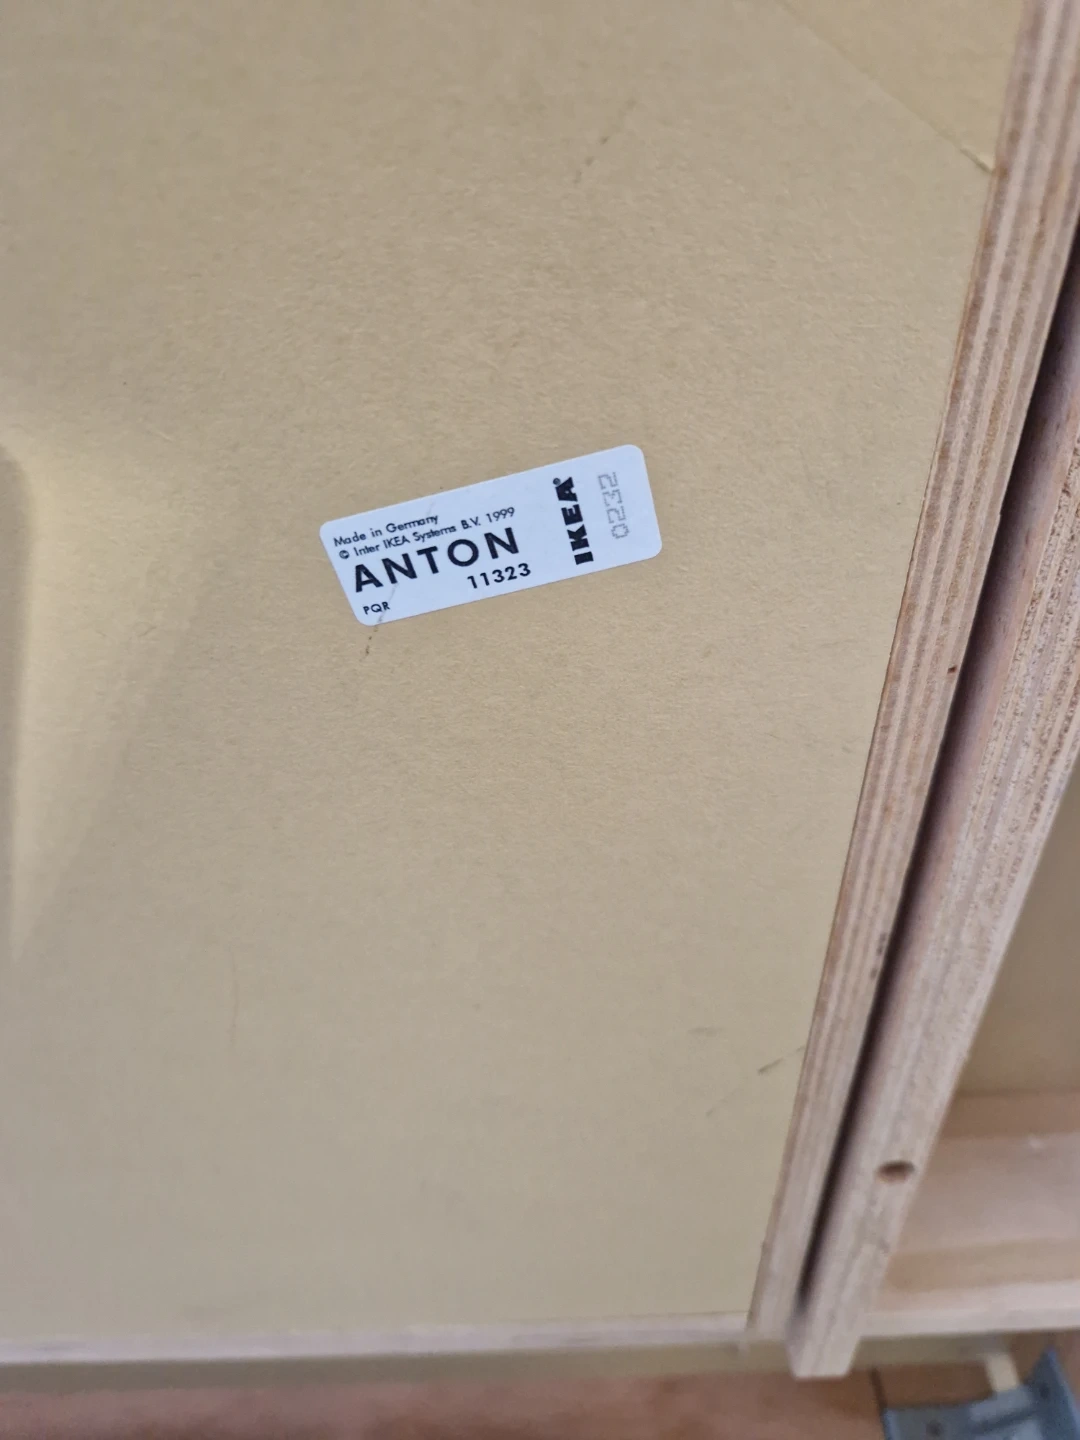 Made in Germany
© Inter IKEA Systems B.V. 1999
ANTON
11323
PQR
IKEA®
0232